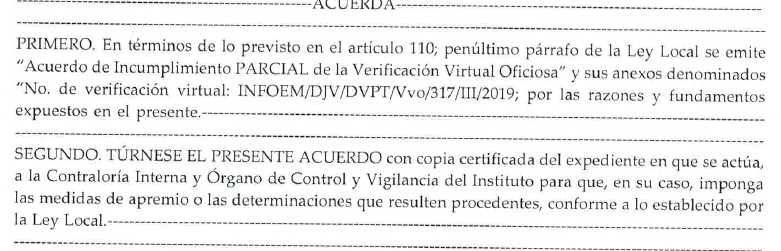 ------------------------------------------ACUERDA------------------------------------------
PRIMERO. En términos de lo previsto en el artículo 110; penúltimo párrafo de la Ley Local se emite
“Acuerdo de Incumplimiento PARCIAL de la Verificación Virtual Oficiosa” y sus anexos denominados
“No. de verificación virtual: INFOEM/DJV/DVPT/Vvo/317/III/2019; por las razones y fundamentos
expuestos en el presente.------------------------------------------
SEGUNDO. TÚRNESE EL PRESENTE ACUERDO con copia certificada del expediente en que se actúa,
a la Contraloría Interna y Órgano de Control y Vigilancia del Instituto para que, en su caso, imponga
las medidas de apremio o las determinaciones que resulten procedentes, conforme a lo establecido por
la Ley Local.------------------------------------------